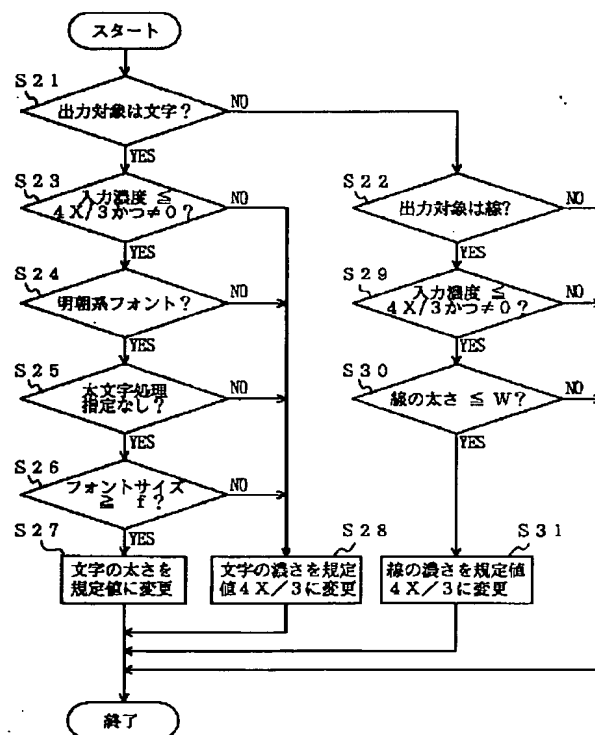 スタート
S21
出力対象は文字？
NO
YES
S23
入力濃度 ≦
4X/3かつ≠0？
NO
YES
S22
出力対象は線？
NO
YES
S24
明朝系フォント？
NO
YES
S29
入力濃度 ≦
4X/3かつ≠0？
NO
YES
S25
太文字処理
指定なし？
NO
YES
S30
線の太さ ≦ W？
NO
YES
S26
フォントサイズ
≧ f？
NO
YES
S27
文字の太さを
規定値に変更
S28
文字の濃さを規定
値4X／3に変更
S31
線の濃さを規定値
4X／3に変更
終了